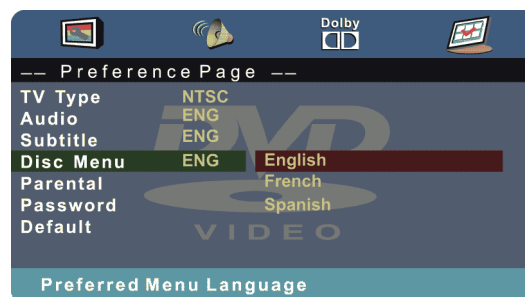 Dolby
-- Preference Page --
TV Type NTSC
Audio ENG
Subtitle ENG
Disc Menu ENG English
Parental French
Password Spanish
Default
DVD
VIDEO
Preferred Menu Language